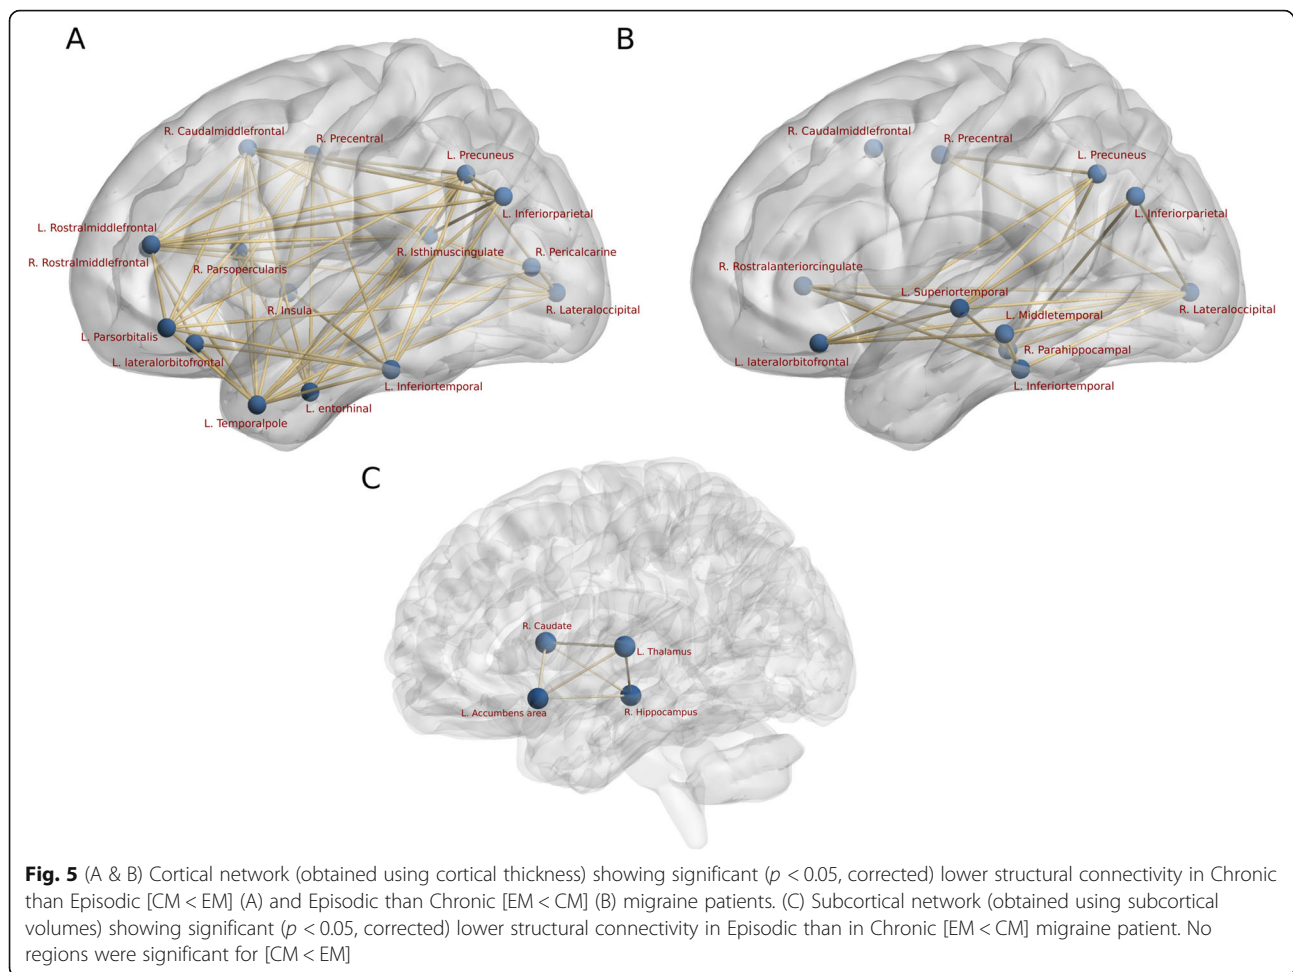 A
B
R. Caudalmiddlefrontal
R. Precentral
L. Precuneus
L. Inferiorparietal
L. Rostralmiddlefrontal
R. Isthimuscingulate
R. Pericalcarine
R. Rostralmiddlefrontal
R. Parsopercularis
R. Insula
R. Lateraloccipital
L. Parsorbitalis
L. lateralorbitofrontal
L. Inferiortemporal
L. entorhinal
L. Temporalpole
R. Caudalmiddlefrontal
R. Precentral
L. Precuneus
L. Inferiorparietal
R. Rostralanteriorcingulate
L. Superiortemporal
R. Lateraloccipital
L. Middletemporal
R. Parahippocampal
L. lateralorbitofrontal
L. Inferiortemporal
C
R. Caudate
L. Thalamus
L. Accumbens area
R. Hippocampus
Fig. 5 (A & B) Cortical network (obtained using cortical thickness) showing significant (p < 0.05, corrected) lower structural connectivity in Chronic
than Episodic [CM < EM] (A) and Episodic than Chronic [EM < CM] (B) migraine patients. (C) Subcortical network (obtained using subcortical
volumes) showing significant (p < 0.05, corrected) lower structural connectivity in Episodic than in Chronic [EM < CM] migraine patient. No
regions were significant for [CM < EM]